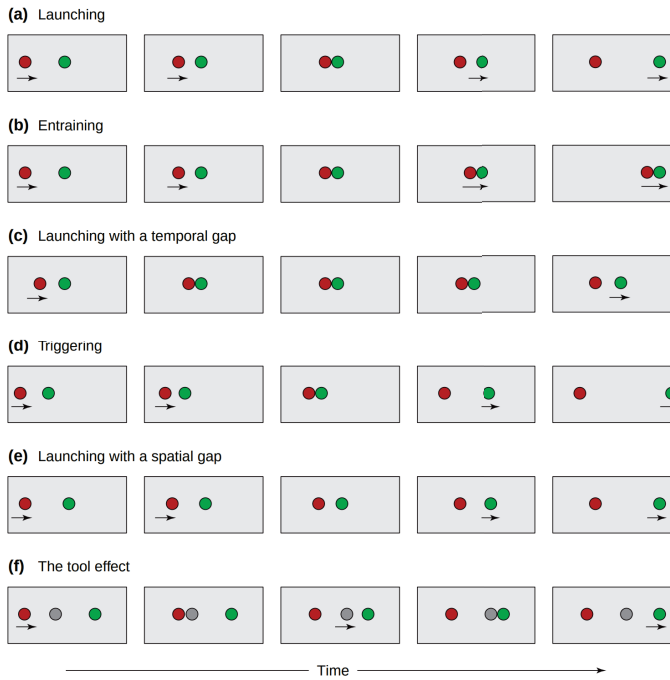 (a) Launching
(b) Entraining
(c) Launching with a temporal gap
(d) Triggering
(e) Launching with a spatial gap
(f) The tool effect
Time